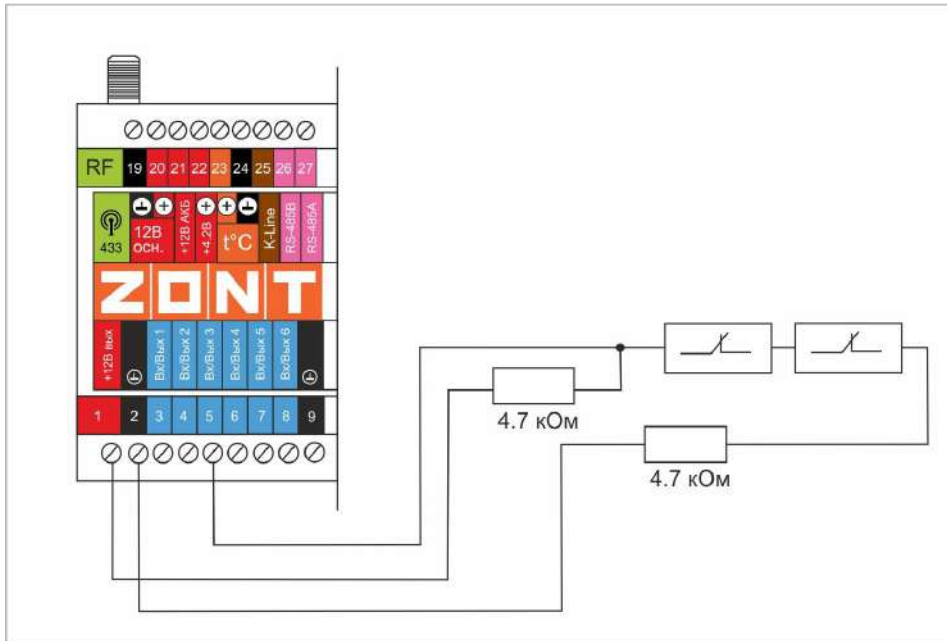 RF 19 20 21 22 23 24 25 26 27
433
12В
ОСН.
+12В АКБ
+4.2В
t°C
K-Line
RS-485B
RS-485A
ZONT
+12В вых
Вх/Вых 1
Вх/Вых 2
Вх/Вых 3
Вх/Вых 4
Вх/Вых 5
Вх/Вых 6
1 2 3 4 5 6 7 8 9
4.7 кОм
4.7 кОм